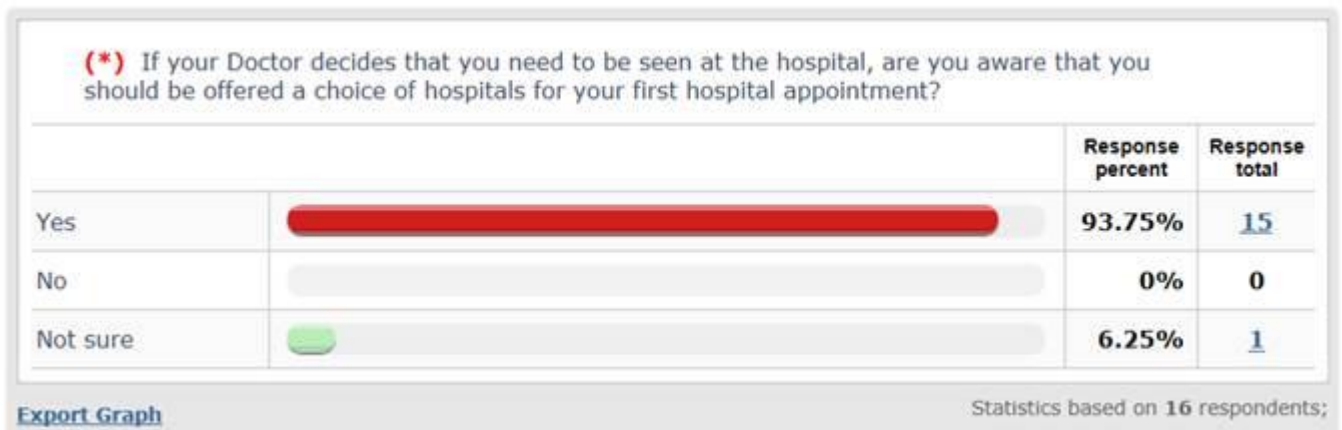 (*) If your Doctor decides that you need to be seen at the hospital, are you aware that you
should be offered a choice of hospitals for your first hospital appointment?
Response percent Response total
Yes 93.75% 15
No 0% 0
Not sure 6.25% 1
Export Graph Statistics based on 16 respondents;